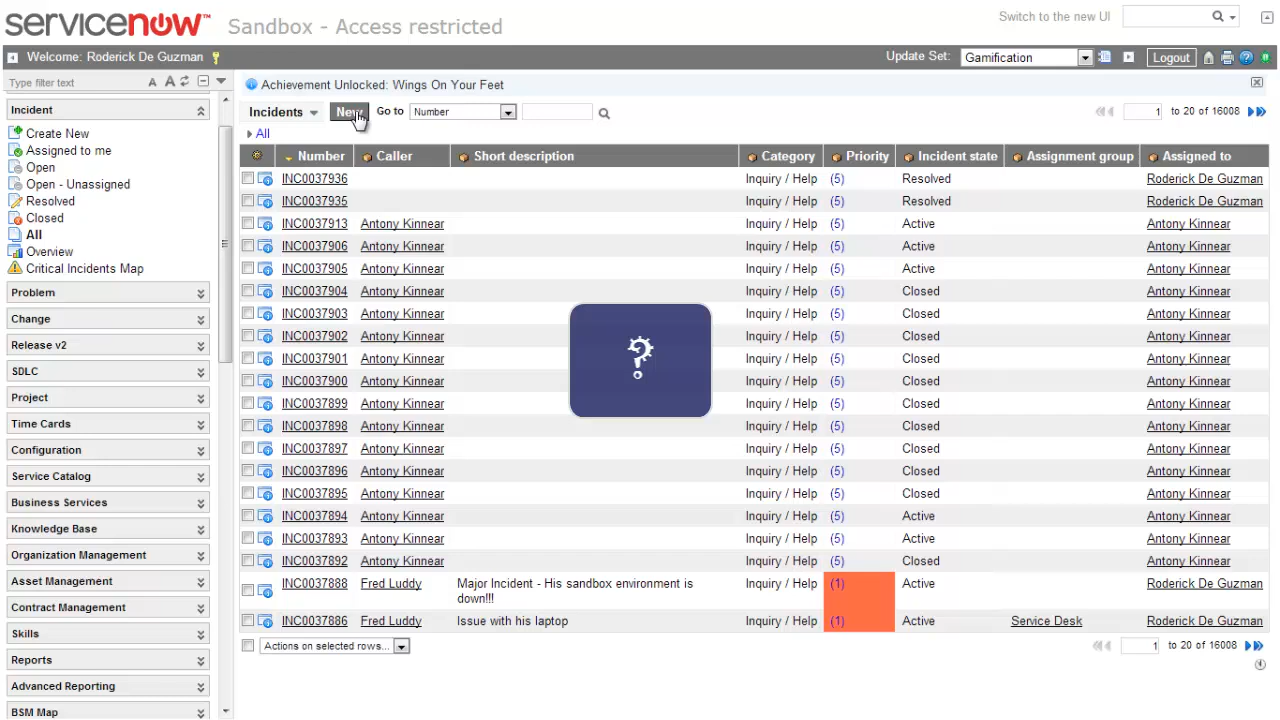 servicenow™ Sandbox - Access restricted
Switch to the new UI
Welcome: Roderick De Guzman
Update Set: Gamification
Logout
Type filter text
A A
Achievement Unlocked: Wings On Your Feet
Incident
Create New
Assigned to me
Open
Open - Unassigned
Resolved
Closed
All
Overview
Critical Incidents Map
Problem
Change
Release v2
SDLC
Project
Time Cards
Configuration
Service Catalog
Business Services
Knowledge Base
Organization Management
Asset Management
Contract Management
Skills
Reports
Advanced Reporting
BSM Map
Incidents New Go to Number
1 to 20 of 16008
All
Number Caller Short description Category Priority Incident state Assignment group Assigned to
INC0037936 Inquiry / Help (5) Resolved Roderick De Guzman
INC0037935 Inquiry / Help (5) Resolved Roderick De Guzman
INC0037913 Antony Kinnear Inquiry / Help (5) Active Antony Kinnear
INC0037906 Antony Kinnear Inquiry / Help (5) Active Antony Kinnear
INC0037905 Antony Kinnear Inquiry / Help (5) Active Antony Kinnear
INC0037904 Antony Kinnear Inquiry / Help (5) Closed Antony Kinnear
INC0037903 Antony Kinnear Inquiry / Help (5) Closed Antony Kinnear
INC0037902 Antony Kinnear Inquiry / Help (5) Closed Antony Kinnear
INC0037901 Antony Kinnear Inquiry / Help (5) Closed Antony Kinnear
INC0037900 Antony Kinnear Inquiry / Help (5) Closed Antony Kinnear
INC0037899 Antony Kinnear Inquiry / Help (5) Closed Antony Kinnear
INC0037898 Antony Kinnear Inquiry / Help (5) Closed Antony Kinnear
INC0037897 Antony Kinnear Inquiry / Help (5) Closed Antony Kinnear
INC0037896 Antony Kinnear Inquiry / Help (5) Closed Antony Kinnear
INC0037895 Antony Kinnear Inquiry / Help (5) Closed Antony Kinnear
INC0037894 Antony Kinnear Inquiry / Help (5) Active Antony Kinnear
INC0037893 Antony Kinnear Inquiry / Help (5) Active Antony Kinnear
INC0037892 Antony Kinnear Inquiry / Help (5) Closed Antony Kinnear
INC0037888 Fred Luddy Major Incident - His sandbox environment is Inquiry / Help (1) Active Roderick De Guzman
down!!!
INC0037886 Fred Luddy Issue with his laptop Inquiry / Help (1) Active Service Desk Roderick De Guzman
Actions on selected rows...
1 to 20 of 16008
?